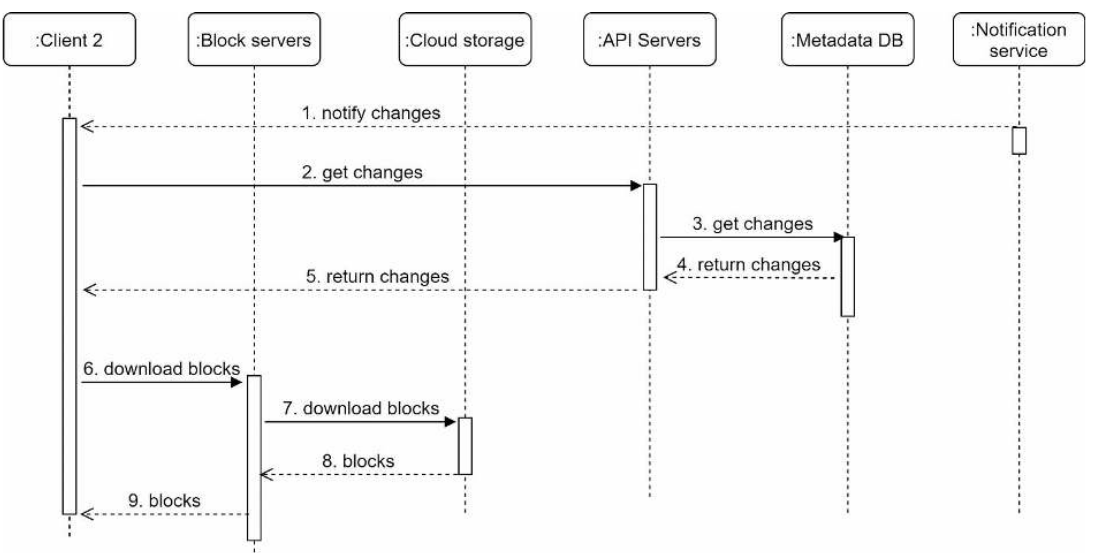 :Client 2
:Block servers
:Cloud storage
:API Servers
:Metadata DB
:Notification
service
1. notify changes
2. get changes
3. get changes
4. return changes
5. return changes
6. download blocks
7. download blocks
8. blocks
9. blocks